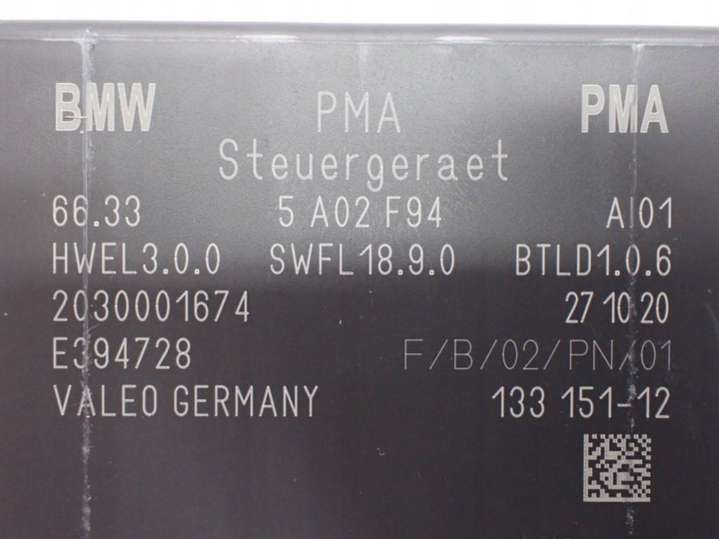 BMW PMA PMA
Steuergeraet
66.33 5 A02 F94 AI01
HWEL3.0.0 SWFL18.9.0 BTLD1.0.6
2030001674 27 10 20
E394728 F/B/02/PN/01
VALEO GERMANY 133 151-12